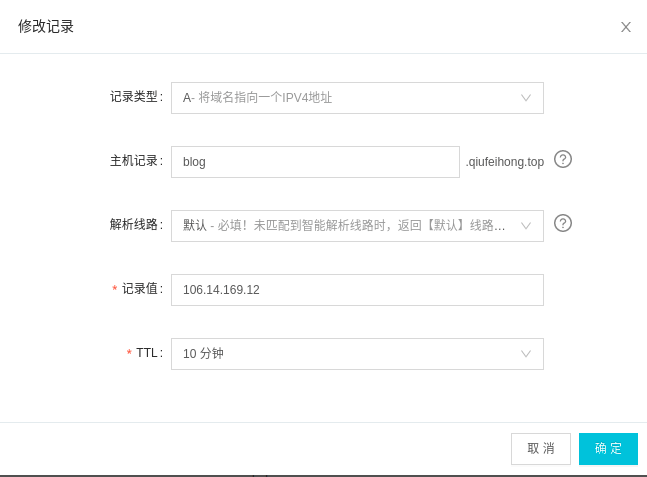 修改记录
记录类型: A- 将域名指向一个IPV4地址
主机记录: blog .qiufeihong.top
解析线路: 默认 - 必填！未匹配到智能解析线路时，返回【默认】线路...
* 记录值: 106.14.169.12
* TTL: 10 分钟
取 消 确 定